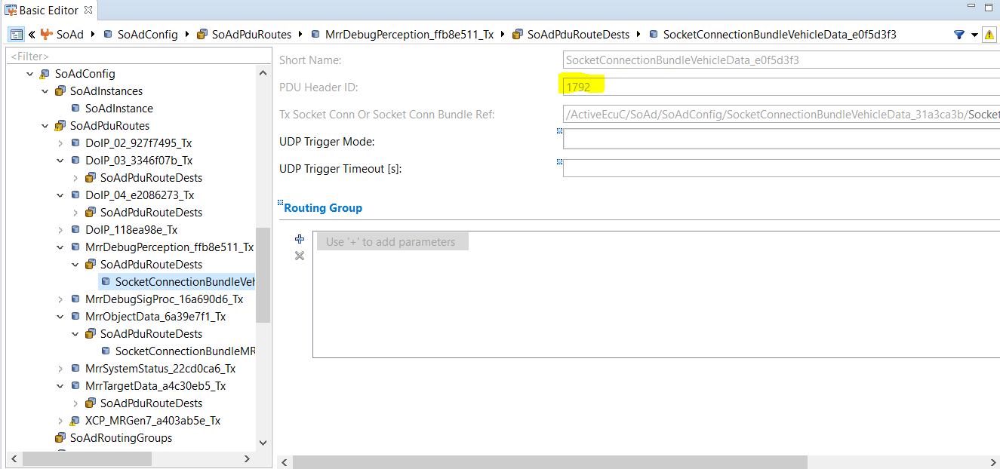 Basic Editor
SoAd SoAdConfig SoAdPduRoutes MrrDebugPerception_ffb8e511_Tx SoAdPduRouteDests SocketConnectionBundleVehicleData_e0f5d3f3
<Filter>
SoAdConfig
SoAdInstances
SoAdInstance
SoAdPduRoutes
DoIP_02_927f7495_Tx
DoIP_03_3346f07b_Tx
SoAdPduRouteDests
DoIP_04_e2086273_Tx
SoAdPduRouteDests
DoIP_118ea98e_Tx
MrrDebugPerception_ffb8e511_Tx
SoAdPduRouteDests
SocketConnectionBundleVeh
MrrDebugSigProc_16a690d6_Tx
MrrObjectData_6a39e7f1_Tx
SoAdPduRouteDests
SocketConnectionBundleMR
MrrSystemStatus_22cd0ca6_Tx
MrrTargetData_a4c30eb5_Tx
SoAdPduRouteDests
XCP_MRGen7_a403ab5e_Tx
SoAdRoutingGroups
Short Name: SocketConnectionBundleVehicleData_e0f5d3f3
PDU Header ID: 1792
Tx Socket Conn Or Socket Conn Bundle Ref: /ActiveEcuC/SoAd/SoAdConfig/SocketConnectionBundleVehicleData_31a3ca3b/Socket
UDP Trigger Mode:
UDP Trigger Timeout [s]:
Routing Group
Use '+' to add parameters